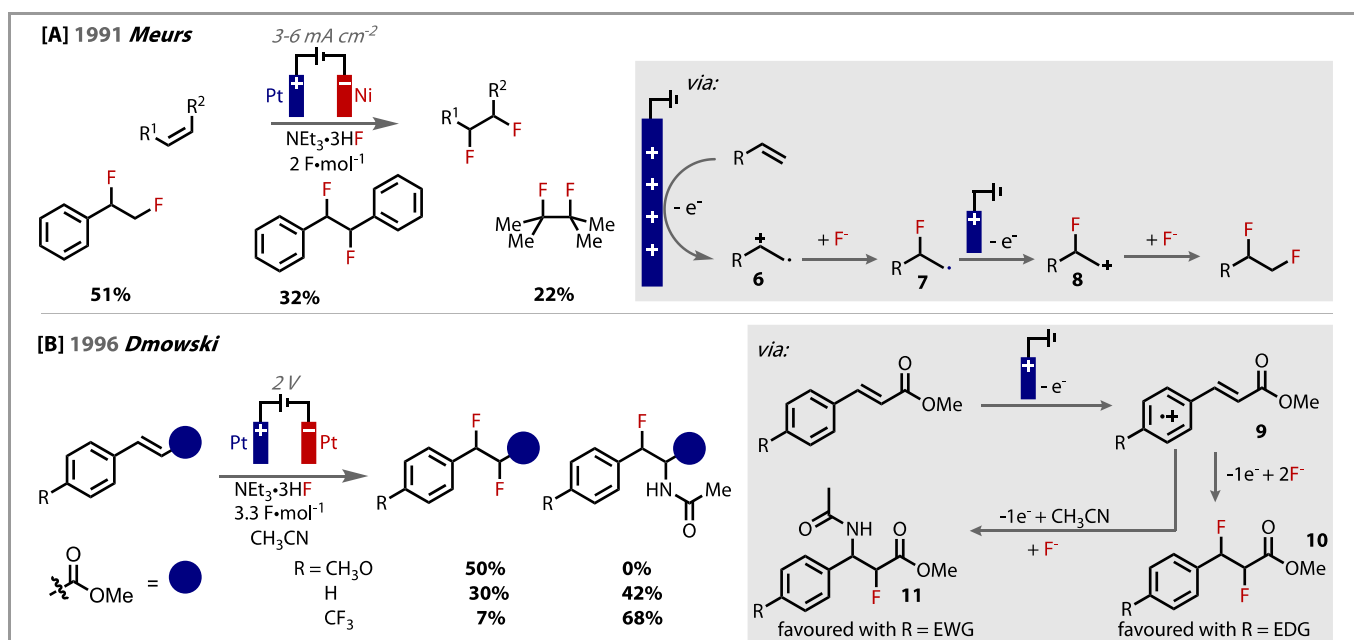 [A] 1991 Meurs
3-6 mA cm-2
+
−
Pt
Ni
R1
R2
NEt3•3HF
2 F•mol-1
R1
R2
F
F
F
F
F
F
F
F
Me
Me
Me
Me
51%
32%
22%
via:
+
+
+
+
R
- e-
R
+
•
6
+ F-
F
R
•
7
+
- e-
F
R
+
8
+ F-
F
R
F
[B] 1996 Dmowski
2 V
Pt
+
−
Pt
R
NEt3•3HF
3.3 F•mol-1
CH3CN
F
F
R
F
HN
Me
O
R
O
OMe
=
R = CH3O
50%
0%
H
30%
42%
CF3
7%
68%
via:
O
OMe
R
+
- e-
O
OMe
•+
R
9
-1e- + 2F-
-1e- + CH3CN
+ F-
O
NH
O
OMe
F
R
11
favoured with R = EWG
F
O
10
OMe
F
R
favoured with R = EDG